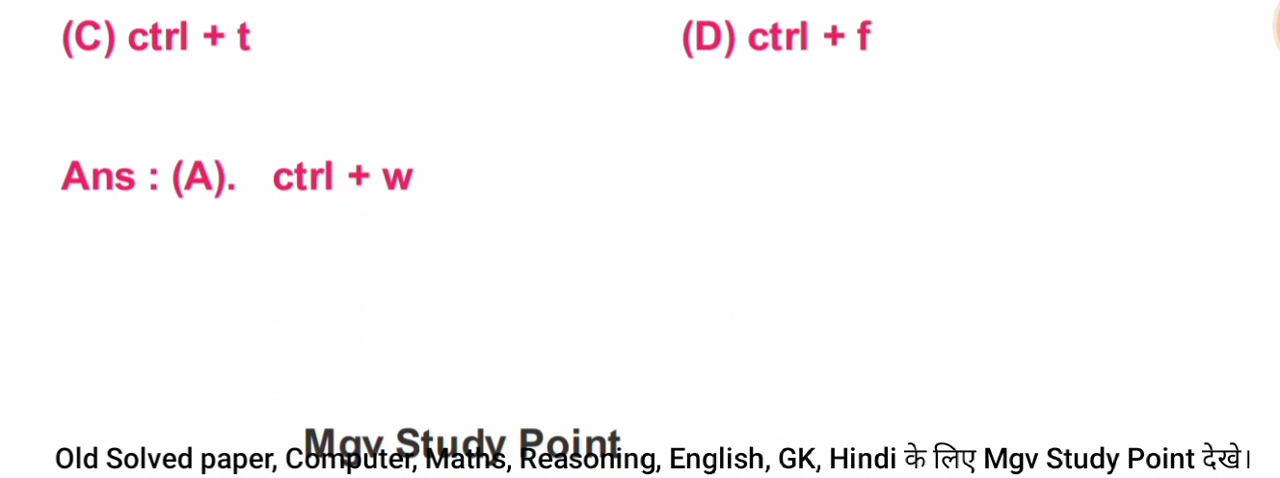 (C) ctrl + t (D) ctrl + f
Ans : (A). ctrl + w
Mgv Study Point
Old Solved paper, Computer, Maths, Reasoning, English, GK, Hindi के लिए Mgv Study Point देखे।